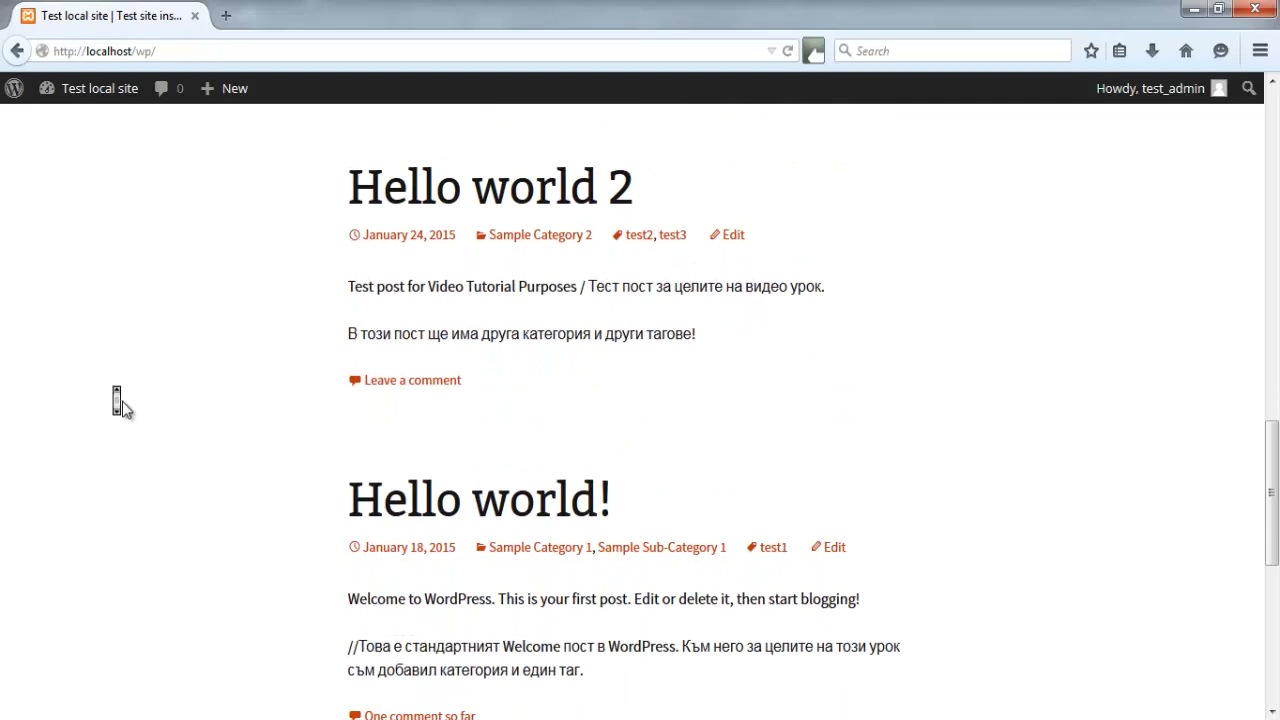 Test local site | Test site ins...
http://localhost/wp/
Search
Test local site 0 New
Howdy, test_admin
Hello world 2
January 24, 2015 Sample Category 2 test2, test3 Edit
Test post for Video Tutorial Purposes / Тест пост за целите на видео урок.
В този пост ще има друга категория и други тагове!
Leave a comment
Hello world!
January 18, 2015 Sample Category 1, Sample Sub-Category 1 test1 Edit
Welcome to WordPress. This is your first post. Edit or delete it, then start blogging!
//Това е стандартният Welcome пост в WordPress. Към него за целите на този урок
съм добавил категория и един таг.
One comment so far